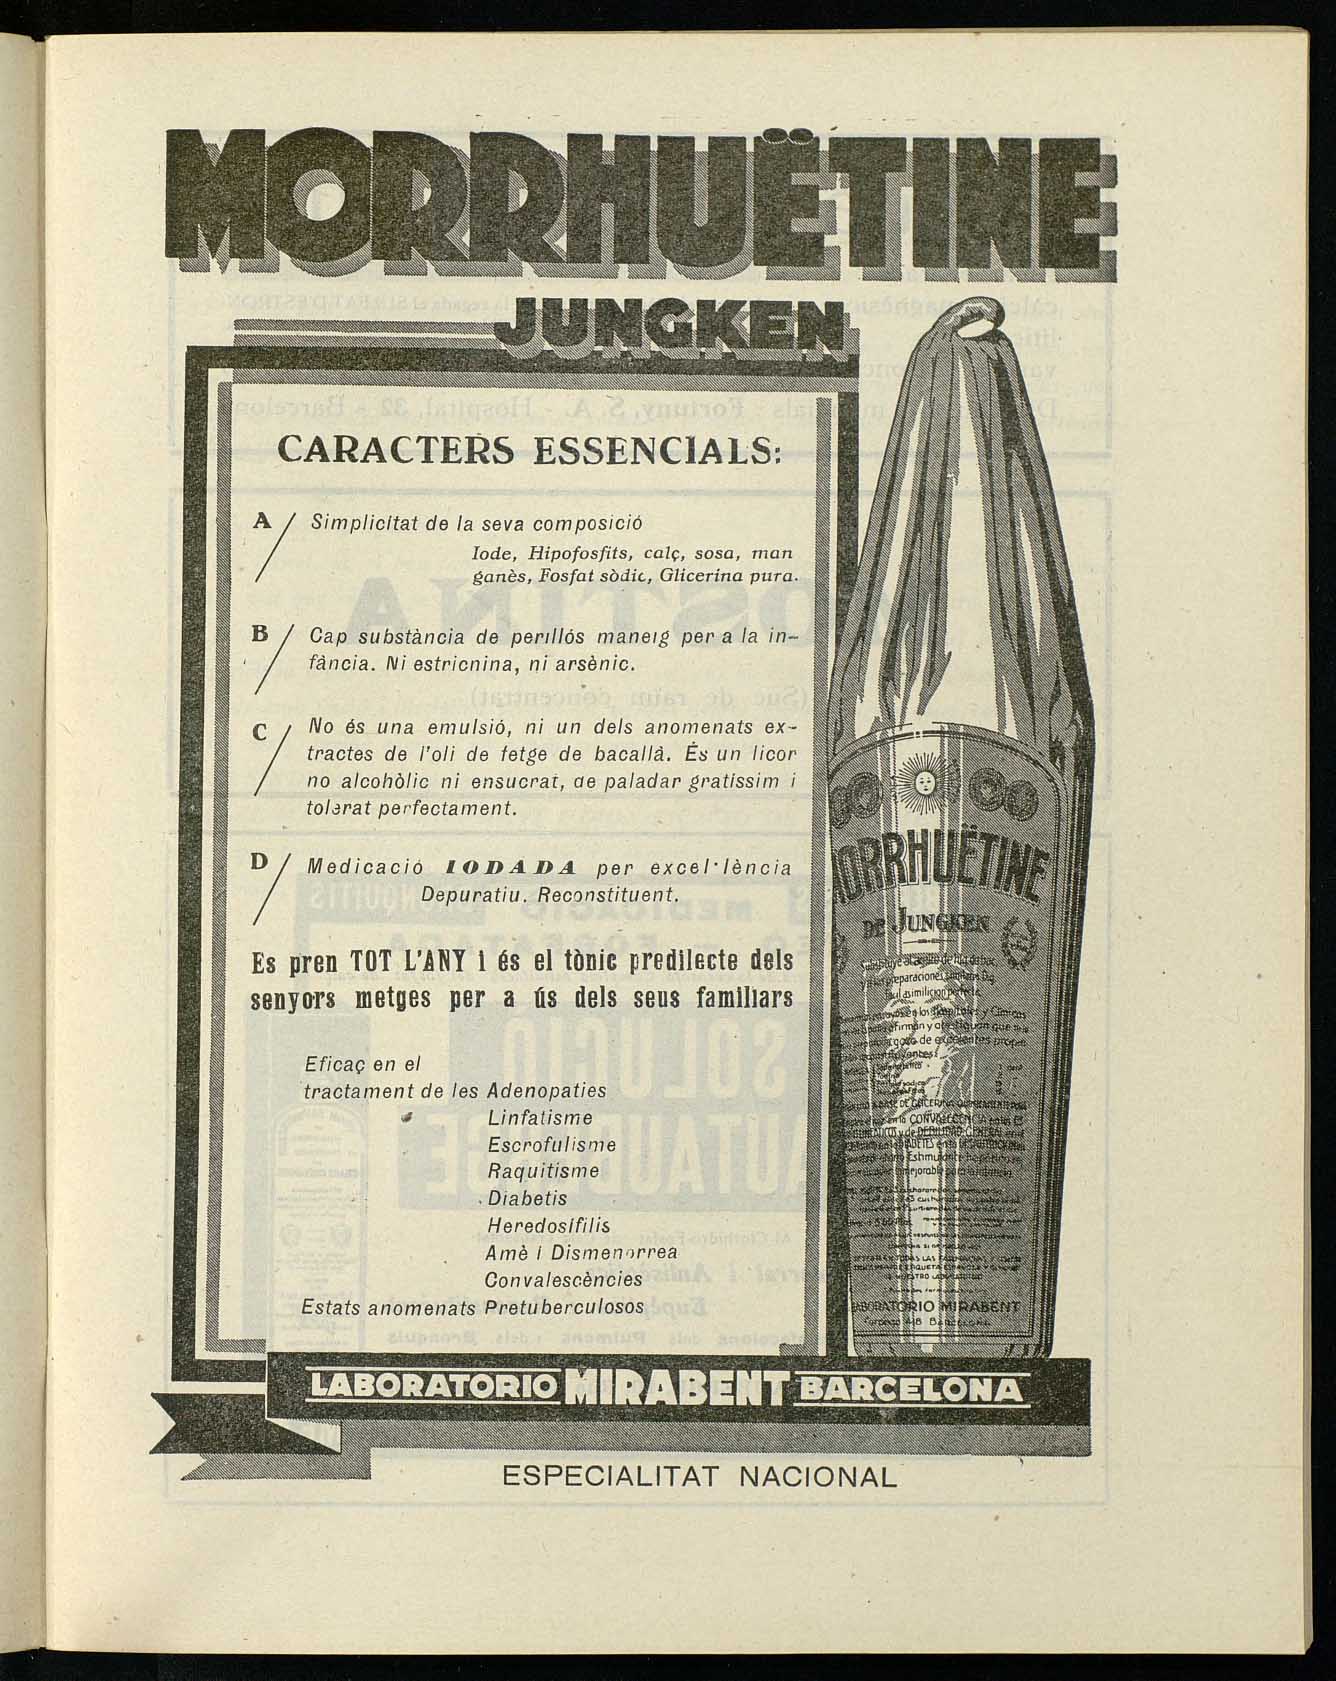 MORRHUËTINE
JUNGKEN
CARACTERS ESSENCIALS:
A / Simplicitat de la seva composició
Iode, Hipofosfits, calç, sosa, man
ganès, Fosfat sòdic, Glicerina pura.
B / Cap substància de perillós maneig per a la in-
fància. Ni estricnina, ni arsènic.
C / No és una emulsió, ni un dels anomenats ex-
tractes de l'oli de fetge de bacallà. És un licor
no alcohòlic ni ensucrat, de paladar gratíssim i
tolerat perfectament.
D / Medicació IODADA per excel·lència
Depuratiu. Reconstituent.
Es pren TOT L'ANY i és el tònic predilecte dels
senyors metges per a ús dels seus familiars
Eficaç en el
tractament de les Adenopaties
Linfatisme
Escrofulisme
Raquitisme
Diabetis
Heredosífilis
Amè i Dismenorrea
Convalescències
Estats anomenats Pretuberculosos
MORRHUËTINE
DE JUNGKEN
LABORATORIO MIRABENT
BARCELONA
LABORATORIO MIRABENT BARCELONA
ESPECIALITAT NACIONAL